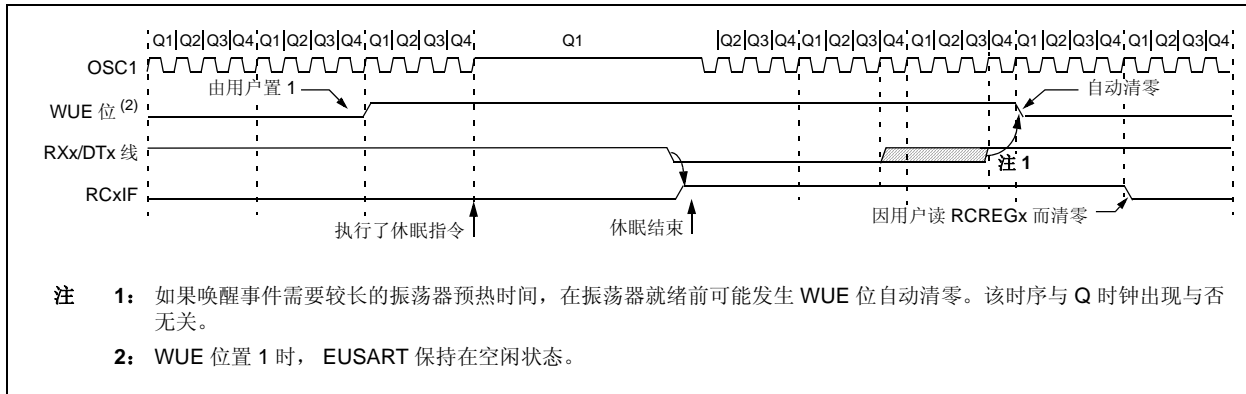 Q1 Q2 Q3 Q4 Q1 Q2 Q3 Q4 Q1 Q2 Q3 Q4 Q1 Q2 Q3 Q4 Q1 Q2 Q3 Q4 Q1 Q2 Q3 Q4 Q1 Q2 Q3 Q4 Q1 Q2 Q3 Q4
OSC1
由用户置 1
自动清零
WUE 位 (2)
RXx/DTx 线
注 1
RCxIF
因用户读 RCREGx 而清零
执行了休眠指令
休眠结束
注 1: 如果唤醒事件需要较长的振荡器预热时间，在振荡器就绪前可能发生 WUE 位自动清零。该时序与 Q 时钟出现与否
无关。
2: WUE 位置 1 时， EUSART 保持在空闲状态。